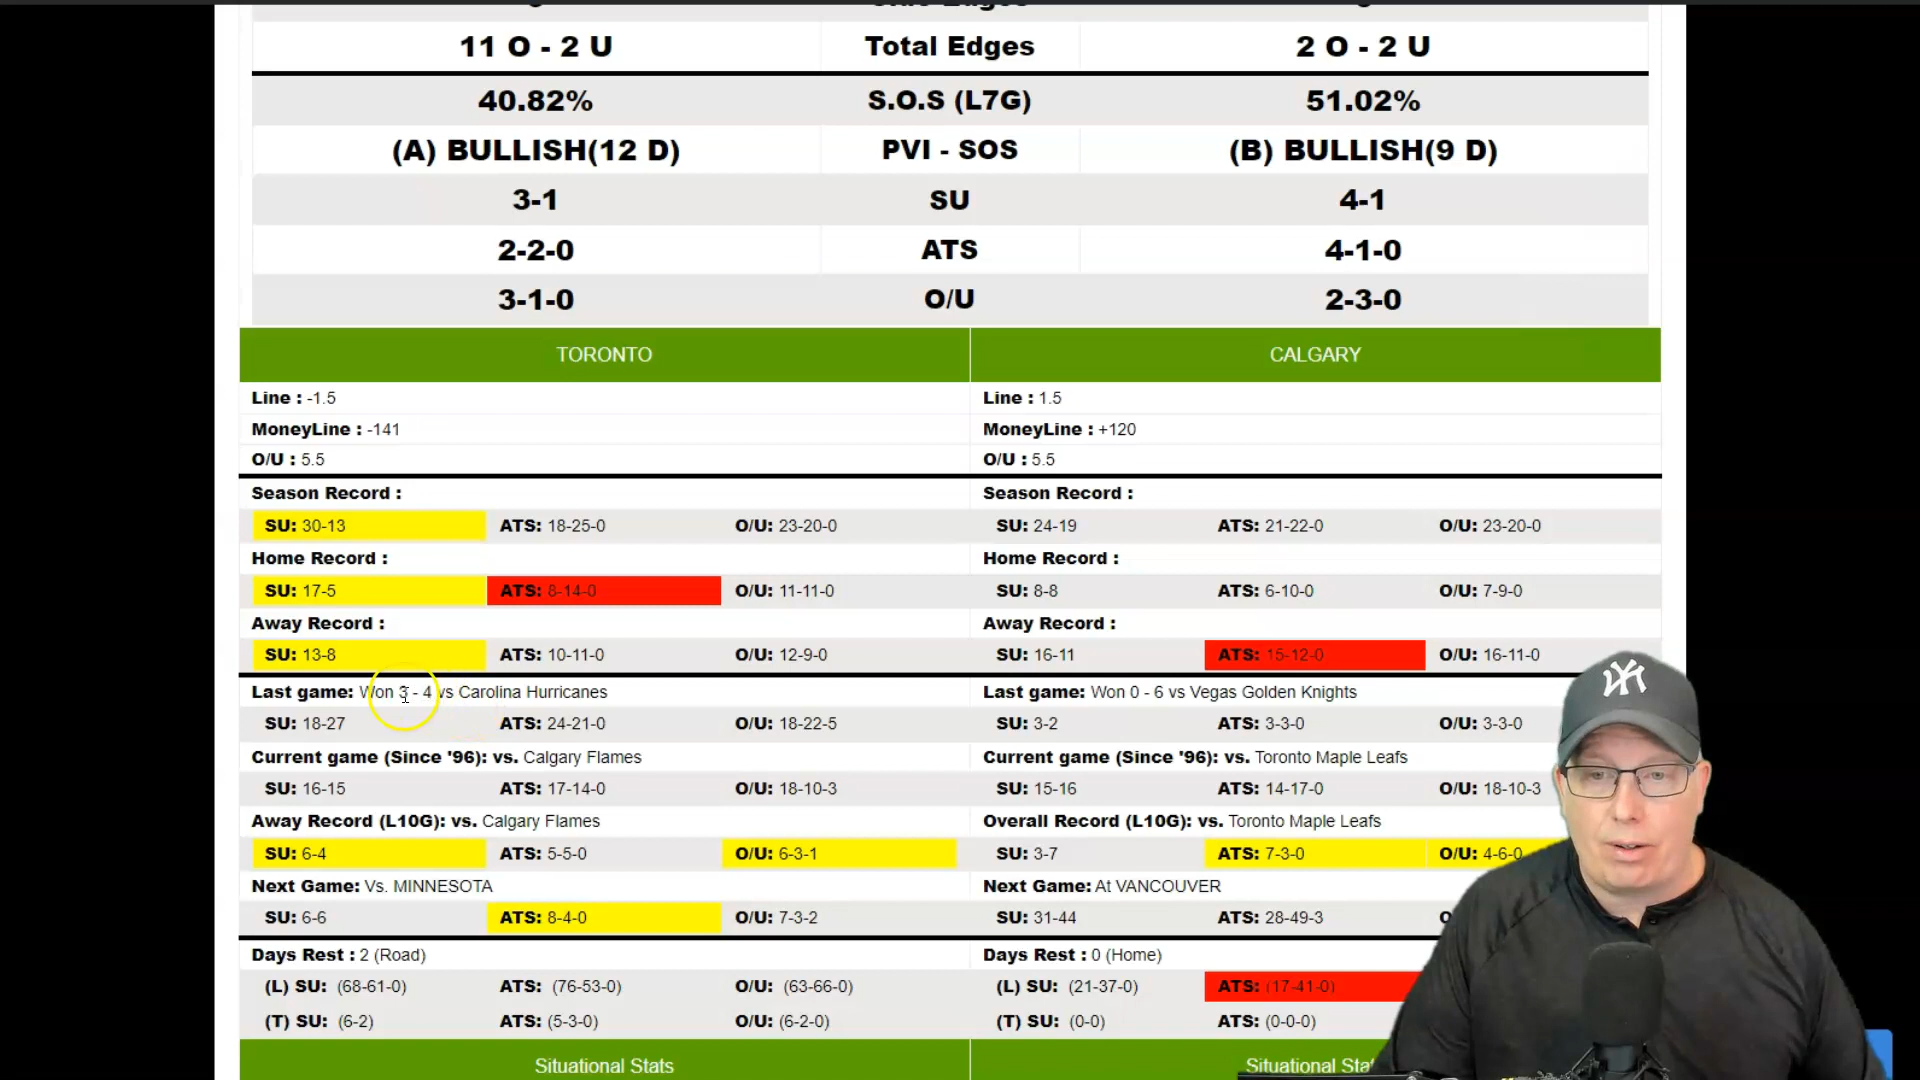 11 O - 2 U Total Edges 2 O - 2 U
40.82% S.O.S (L7G) 51.02%
(A) BULLISH(12 D) PVI - SOS (B) BULLISH(9 D)
3-1 SU 4-1
2-2-0 ATS 4-1-0
3-1-0 O/U 2-3-0
TORONTO CALGARY
Line : -1.5 Line : 1.5
MoneyLine : -141 MoneyLine : +120
O/U : 5.5 O/U : 5.5
Season Record : Season Record :
SU: 30-13 ATS: 18-25-0 O/U: 23-20-0 SU: 24-19 ATS: 21-22-0 O/U: 23-20-0
Home Record : Home Record :
SU: 17-5 ATS: 8-14-0 O/U: 11-11-0 SU: 8-8 ATS: 6-10-0 O/U: 7-9-0
Away Record : Away Record :
SU: 13-8 ATS: 10-11-0 O/U: 12-9-0 SU: 16-11 ATS: 15-12-0 O/U: 16-11-0
Last game: Won 3 - 4 vs Carolina Hurricanes Last game: Won 0 - 6 vs Vegas Golden Knights
SU: 18-27 ATS: 24-21-0 O/U: 18-22-5 SU: 3-2 ATS: 3-3-0 O/U: 3-3-0
Current game (Since '96): vs. Calgary Flames Current game (Since '96): vs. Toronto Maple Leafs
SU: 16-15 ATS: 17-14-0 O/U: 18-10-3 SU: 15-16 ATS: 14-17-0 O/U: 18-10-3
Away Record (L10G): vs. Calgary Flames Overall Record (L10G): vs. Toronto Maple Leafs
SU: 6-4 ATS: 5-5-0 O/U: 6-3-1 SU: 3-7 ATS: 7-3-0 O/U: 4-6-0
Next Game: Vs. MINNESOTA Next Game: At VANCOUVER
SU: 6-6 ATS: 8-4-0 O/U: 7-3-2 SU: 31-44 ATS: 28-49-3
Days Rest : 2 (Road) Days Rest : 0 (Home)
(L) SU: (68-61-0) ATS: (76-53-0) O/U: (63-66-0) (L) SU: (21-37-0) ATS: (17-41-0)
(T) SU: (6-2) ATS: (5-3-0) O/U: (6-2-0) (T) SU: (0-0) ATS: (0-0-0)
Situational Stats Situational